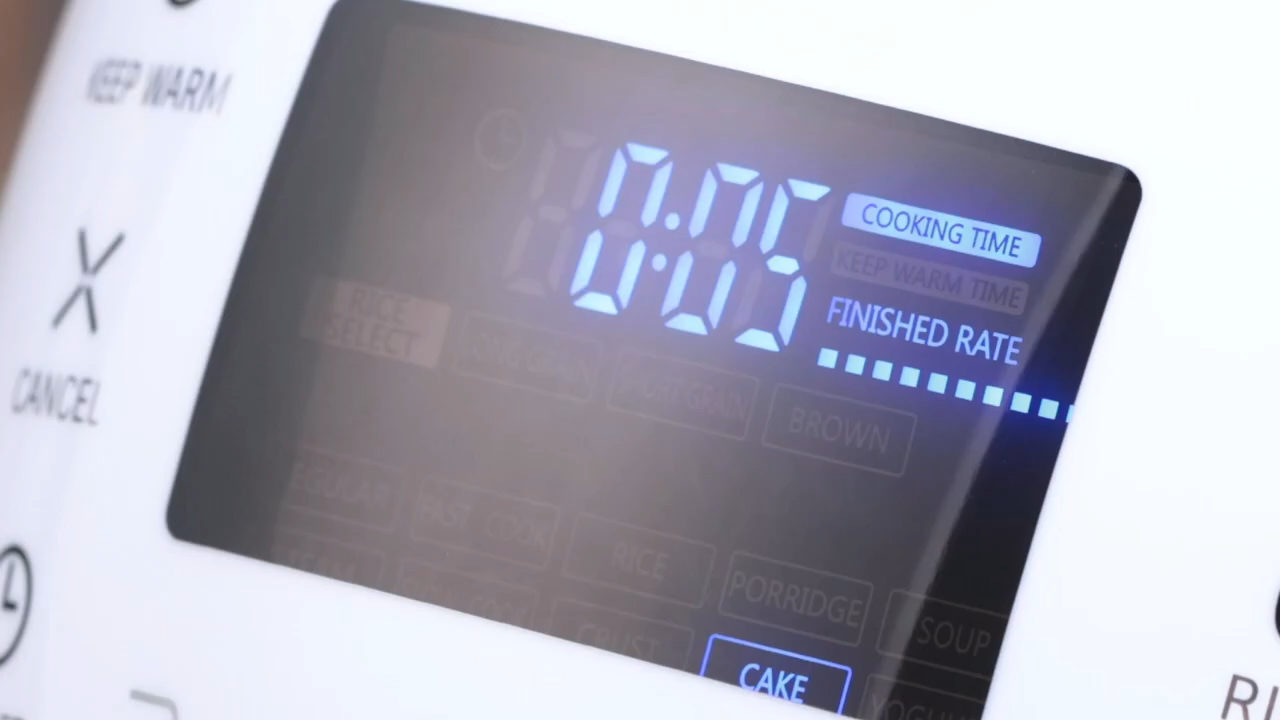 KEEP WARM
CANCEL
0:05
COOKING TIME
KEEP WARM TIME
FINISHED RATE
RICE
SELECT
LONG GRAIN
SHORT GRAIN
BROWN
REGULAR
FAST COOK
RICE
PORRIDGE
SOUP
STEAM
CRUST
CAKE